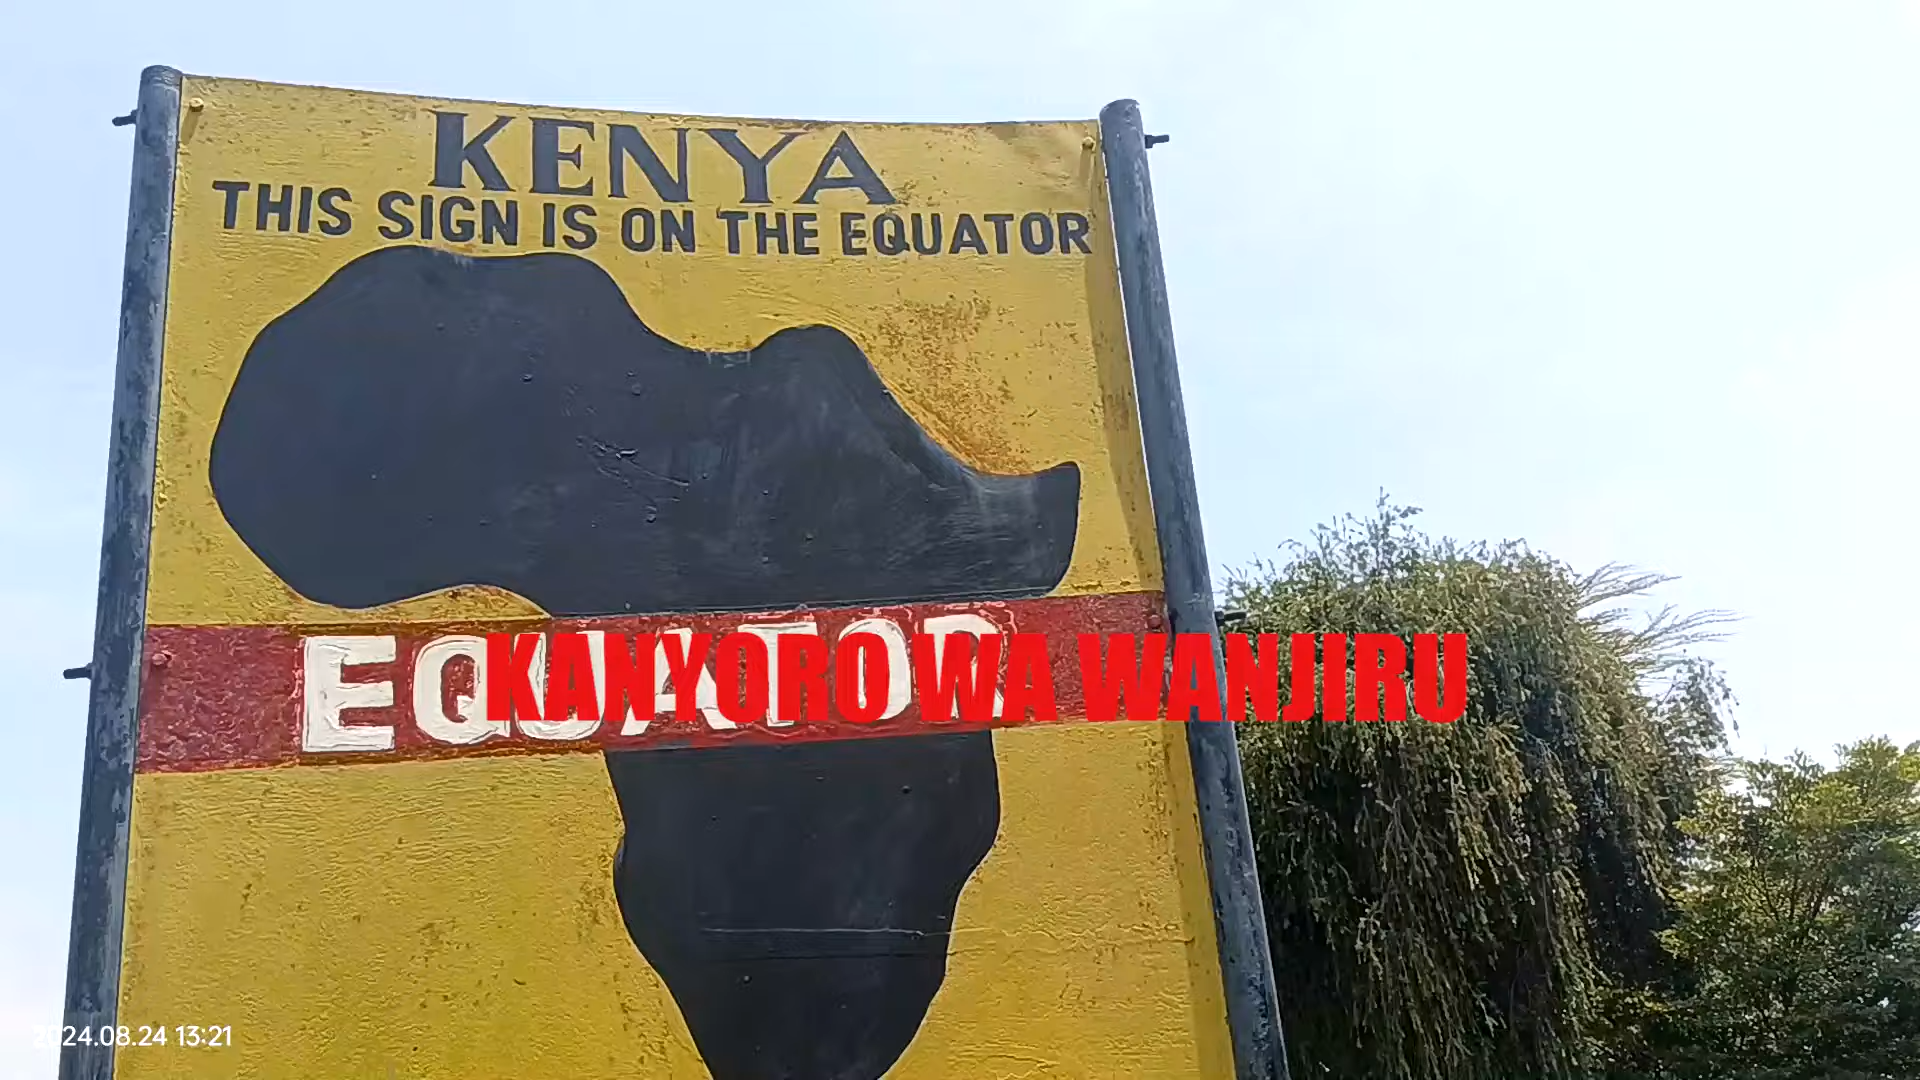 KENYA
THIS SIGN IS ON THE EQUATOR
EQUATOR
KANYORO WA WANJIRU
2024.08.24 13:21